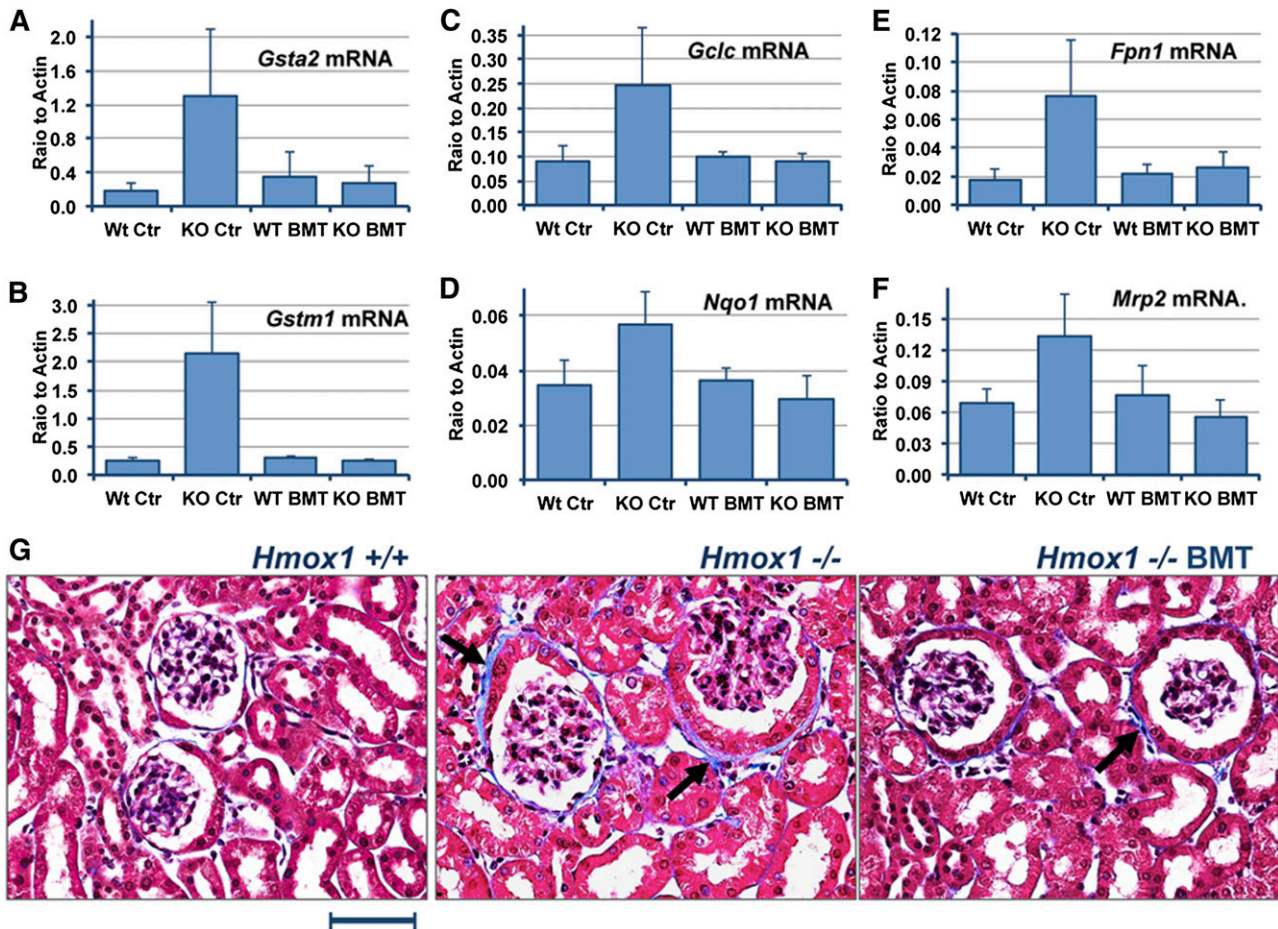 A
Gsta2 mRNA
Raio to Actin
2.0
1.6
1.2
0.8
0.4
0.0
Wt Ctr KO Ctr WT BMT KO BMT
B
Gstm1 mRNA
Raio to Actin
3.0
2.5
2.0
1.5
1.0
0.5
0.0
Wt Ctr KO Ctr WT BMT KO BMT
C
Gclc mRNA
Raio to Actin
0.35
0.30
0.25
0.20
0.15
0.10
0.05
0.00
Wt Ctr KO Ctr WT BMT KO BMT
D
Nqo1 mRNA
Raio to Actin
0.06
0.04
0.02
0.00
Wt Ctr KO Ctr WT BMT KO BMT
E
Fpn1 mRNA
Raio to Actin
0.12
0.10
0.08
0.06
0.04
0.02
0.00
Wt Ctr KO Ctr Wt BMT KO BMT
F
Mrp2 mRNA.
Ratio to Actin
0.15
0.12
0.09
0.06
0.03
0.00
Wt Ctr KO Ctr WT BMT KO BMT
G
Hmox1 +/+
Hmox1 -/-
Hmox1 -/- BMT